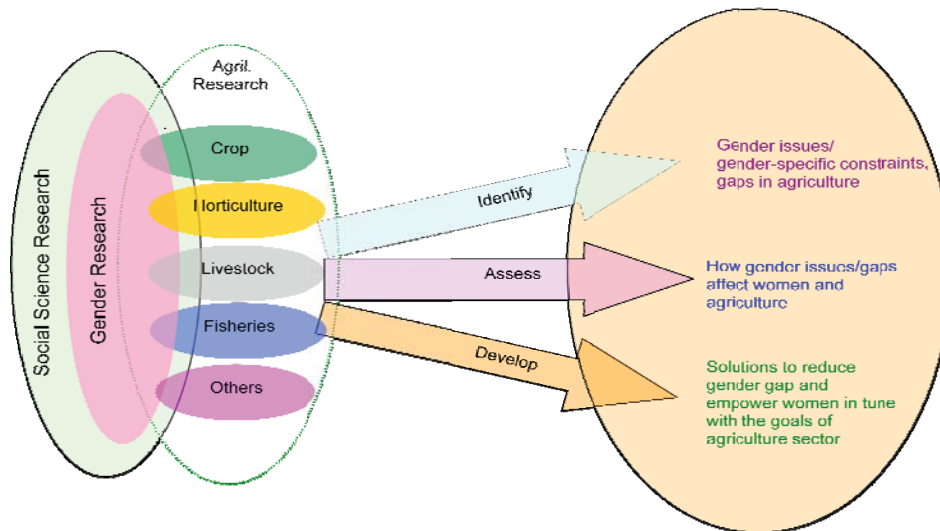 Agril.
Research
Social Science Research
Gender Research
Crop
Horticulture
Livestock
Fisheries
Others
Identify
Assess
Develop
Gender issues/
gender-specific constraints,
gaps in agriculture
How gender issues/gaps
affect women and
agriculture
Solutions to reduce
gender gap and
empower women in tune
with the goals of
agriculture sector